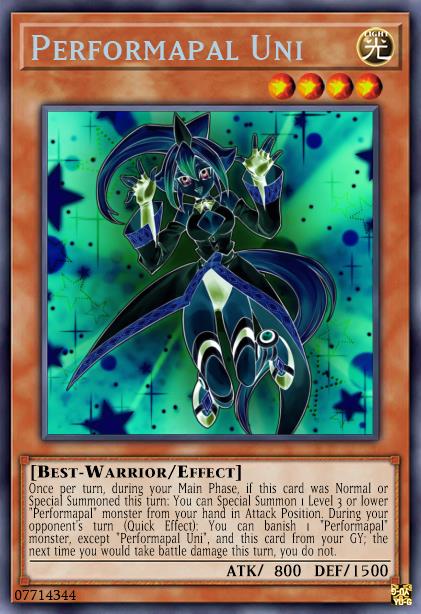 Performapal Uni
LIGHT
光
[Best-Warrior/Effect]
Once per turn, during your Main Phase, if this card was Normal or
Special Summoned this turn: You can Special Summon 1 Level 3 or lower
"Performapal" monster from your hand in Attack Position. During your
opponent's turn (Quick Effect): You can banish 1 "Performapal"
monster, except "Performapal Uni", and this card from your GY; the
next time you would take battle damage this turn, you do not.
ATK/ 800 DEF/1500
07714344